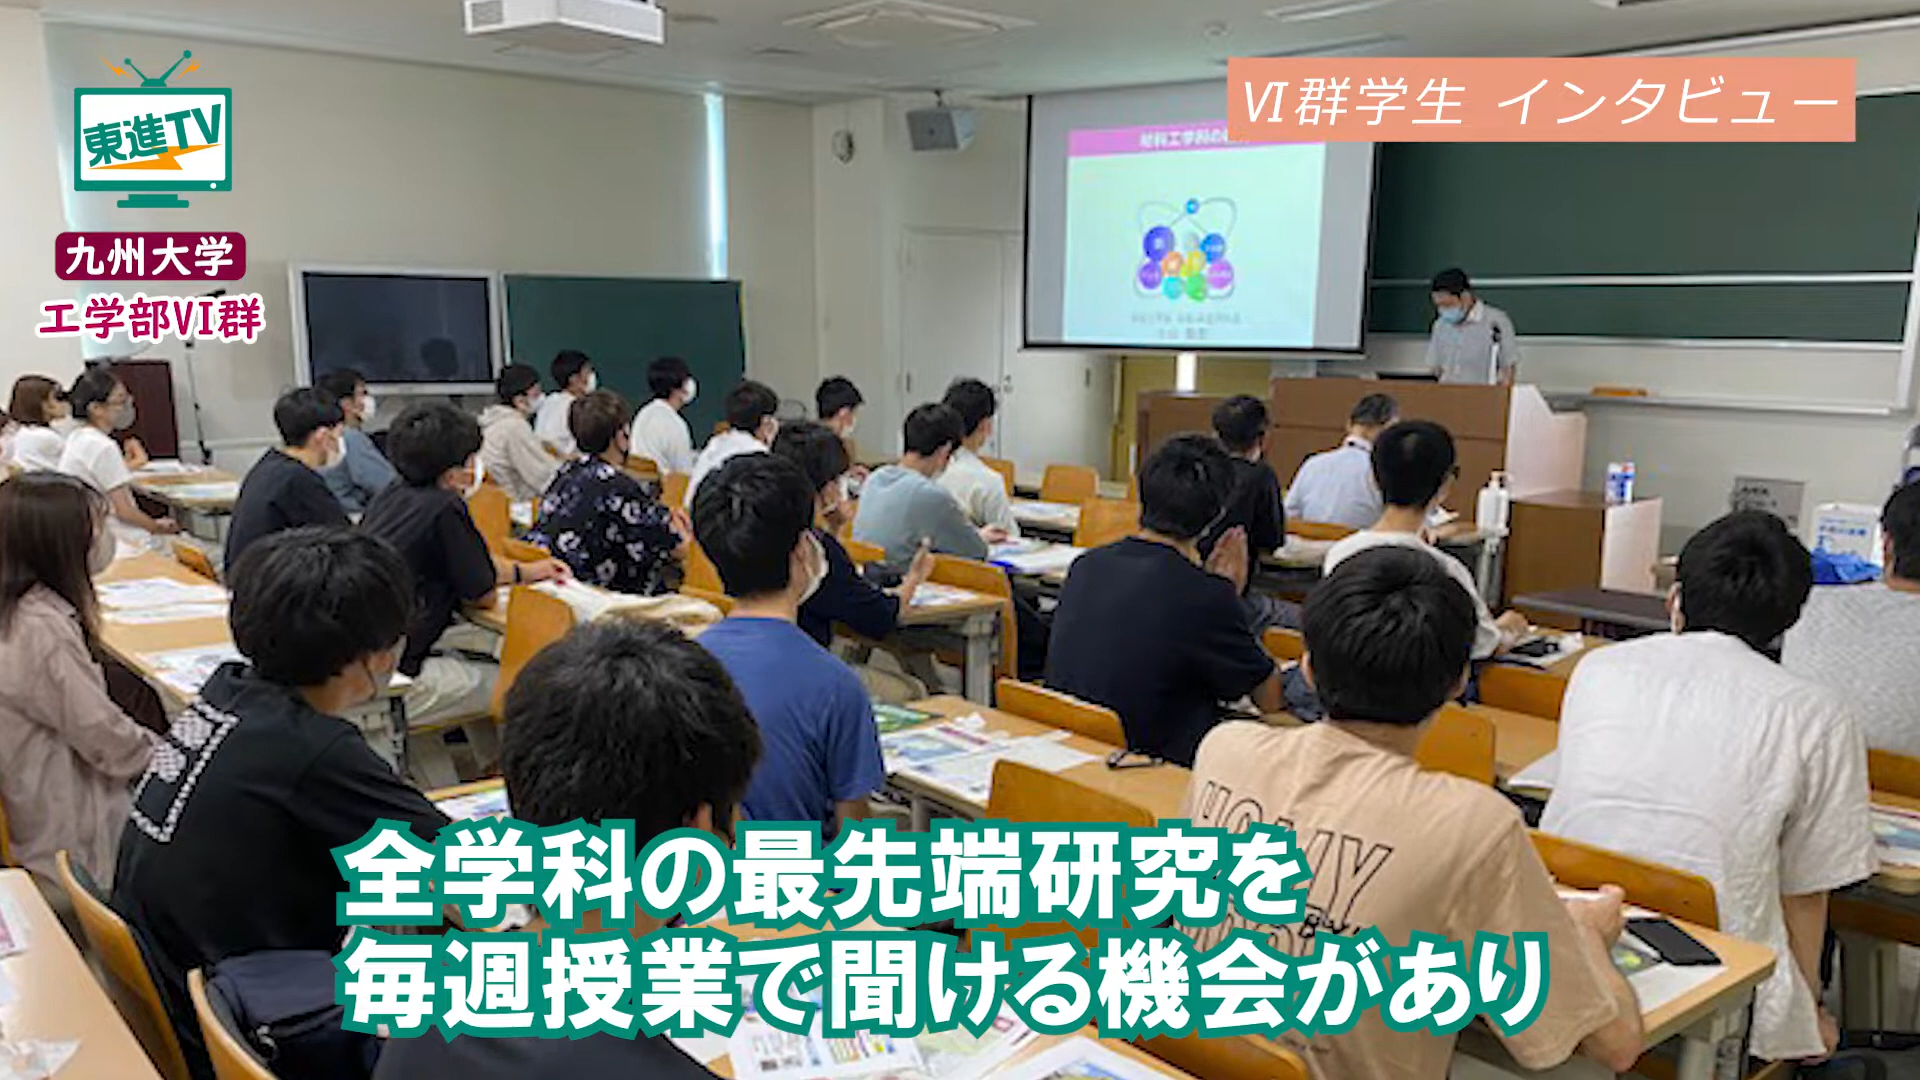 東進TV
九州大学
工学部VI群
VI群学生 インタビュー
HOLIY
全学科の最先端研究を
毎週授業で聞ける機会があり